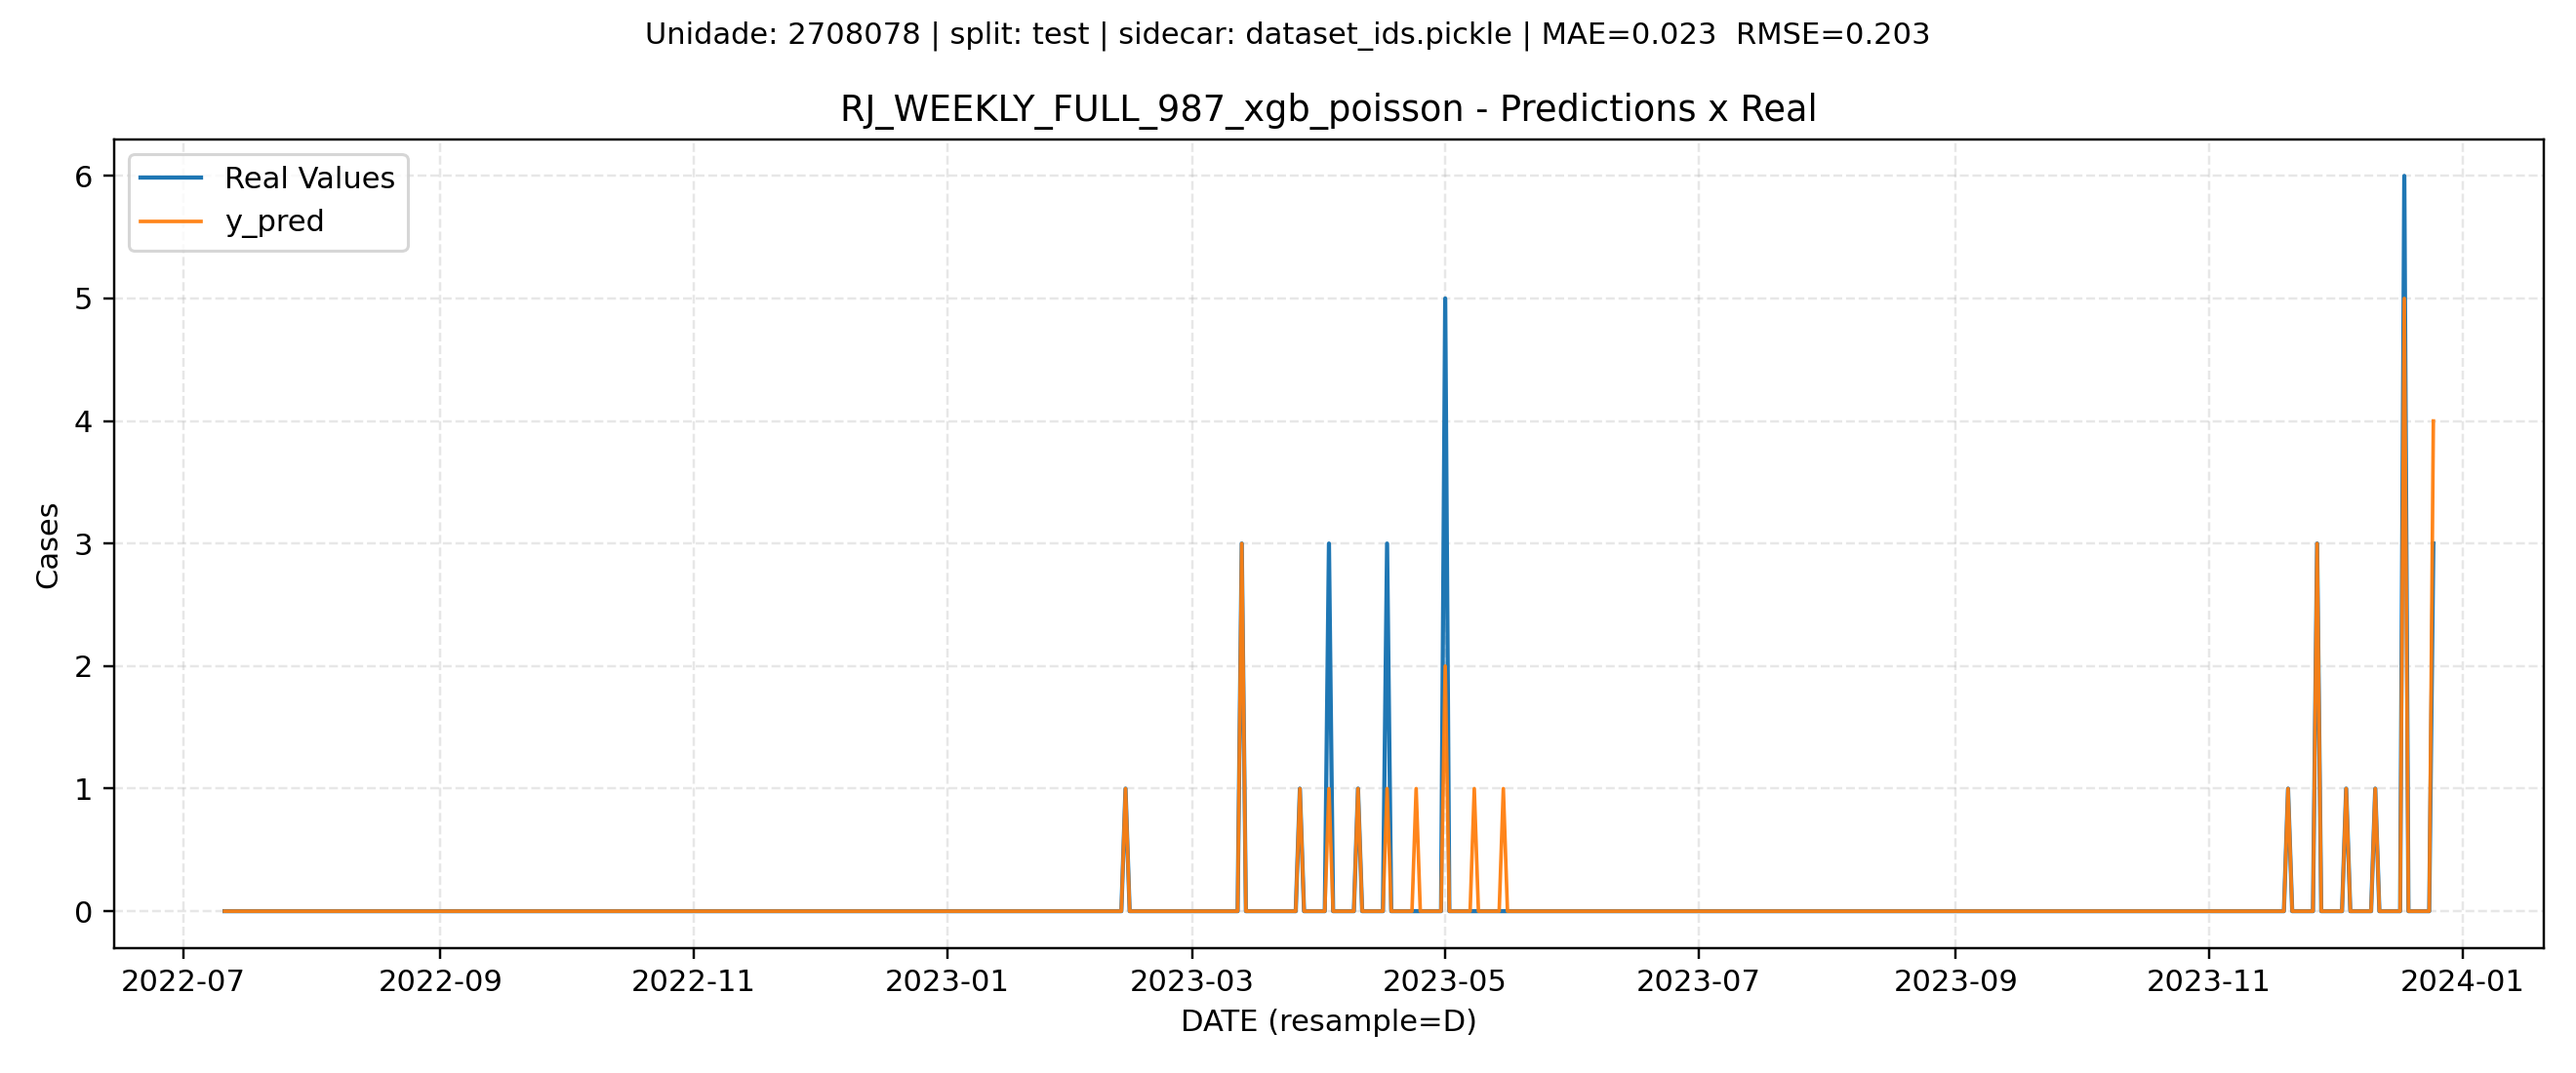 Unidade: 2708078 | split: test | sidecar: dataset_ids.pickle | MAE=0.023  RMSE=0.203
RJ_WEEKLY_FULL_987_xgb_poisson - Predictions x Real
Real Values
y_pred
6
5
4
3
2
1
0
Cases
2022-07
2022-09
2022-11
2023-01
2023-03
2023-05
2023-07
2023-09
2023-11
2024-01
DATE (resample=D)